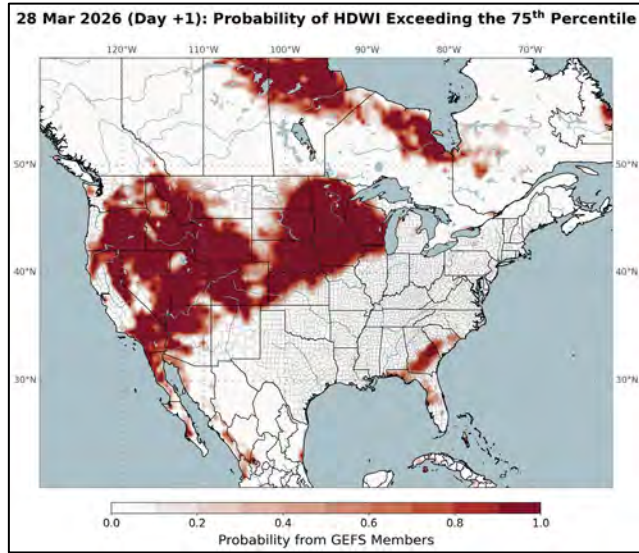 28 Mar 2026 (Day +1): Probability of HDWI Exceeding the 75th Percentile
120°W 110°W 100°W 90°W 80°W 70°W
50°N 50°N
40°N 40°N
30°N 30°N
0.0 0.2 0.4 0.6 0.8 1.0
Probability from GEFS Members